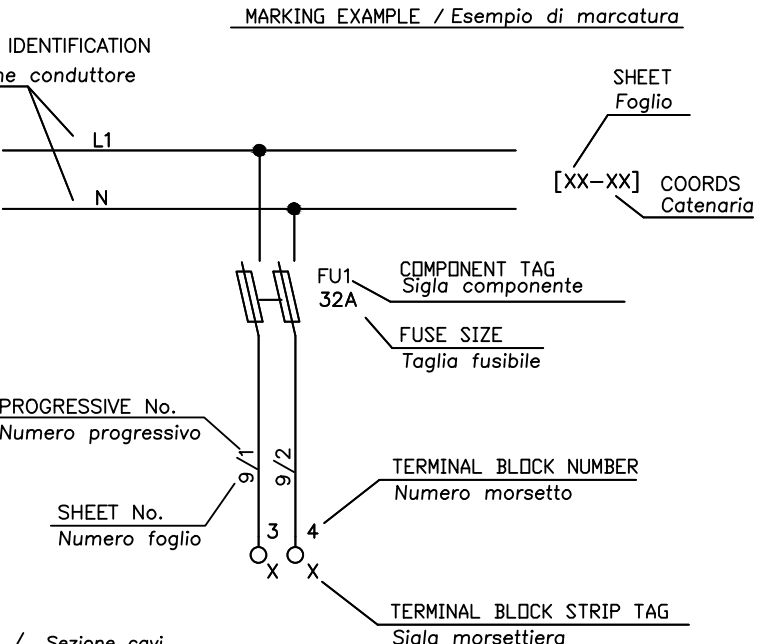 MARKING EXAMPLE / Esempio di marcatura
IDENTIFICATION
conduttore
SHEET
Foglio
L1
[XX-XX]
COORDS
Catenaria
N
FU1
32A
COMPONENT TAG
Sigla componente
FUSE SIZE
Taglia fusibile
PROGRESSIVE No.
Numero progressivo
9/1
9/2
TERMINAL BLOCK NUMBER
Numero morsetto
SHEET No.
Numero foglio
3
4
X
X
TERMINAL BLOCK STRIP TAG
Sigla morsettiera
/ Sezione cavi